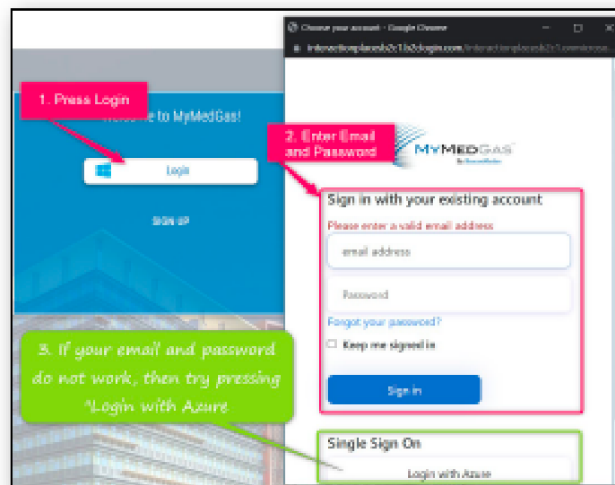 Choose your account - Google Chrome
1. Press Login
Welcome to MyMedGas!
Login
SIGN UP
2. Enter Email
and Password
MYMEDGAS
Sign in with your existing account
Please enter a valid email address
email address
Password
Forgot your password?
Keep me signed in
Sign in
3. If your email and password
do not work, then try pressing
"Login with Azure
Single Sign On
Login with Azure